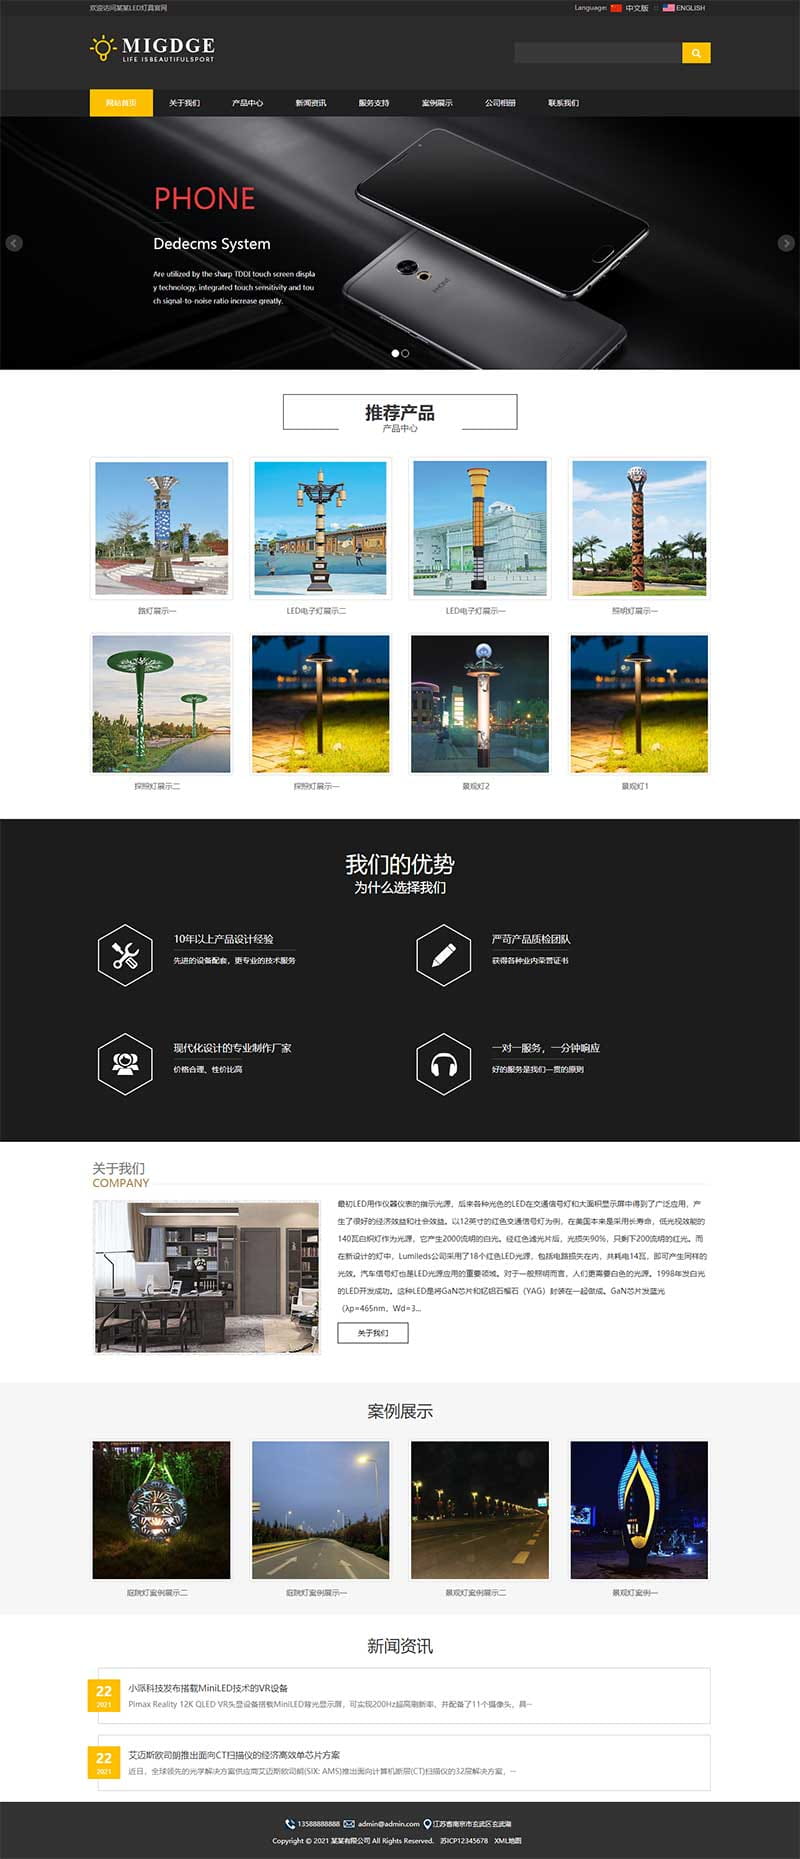 欢迎访问某某LED灯具官网
Language: 中文版 :: ENGLISH
MIGDGE
LIFE ISBEAUTIFULSPORT
网站首页 关于我们 产品中心 新闻资讯 服务支持 案例展示 公司相册 联系我们
PHONE
Dedecms System
Are utilized by the sharp TDDI touch screen displa
y technology, integrated touch sensitivity and tou
ch signal-to-noise ratio increase greatly.
PHONE
推荐产品
产品中心
路灯展示一 LED电子灯展示二 LED电子灯展示一 照明灯展示一
探照灯展示二 探照灯展示一 景观灯2 景观灯1
我们的优势
为什么选择我们
10年以上产品设计经验
先进的设备配套，更专业的技术服务
严苛产品质检团队
获得各种业内荣誉证书
现代化设计的专业制作厂家
价格合理、性价比高
一对一服务，一分钟响应
好的服务是我们一贯的原则
关于我们
COMPANY
最初LED用作仪器仪表的指示光源，后来各种光色的LED在交通信号灯和大面积显示屏中得到了广泛应用，产
生了很好的经济效益和社会效益。以12英寸的红色交通信号灯为例，在美国本来是采用长寿命，低光视效能的
140瓦白炽灯作为光源，它产生2000流明的白光。经红色滤光片后，光损失90%，只剩下200流明的红光。而
在新设计的灯中，Lumileds公司采用了18个红色LED光源，包括电路损失在内，共耗电14瓦，即可产生同样的
光效。汽车信号灯也是LED光源应用的重要领域。对于一般照明而言，人们更需要白色的光源。1998年发白光
的LED开发成功。这种LED是将GaN芯片和钇铝石榴石（YAG）封装在一起做成。GaN芯片发蓝光
（λp=465nm，Wd=3...
关于我们
案例展示
庭院灯案例展示二 庭院灯案例展示一 景观灯案例展示二 景观灯案例一
新闻资讯
22
2021
小派科技发布搭载MiniLED技术的VR设备
Pimax Reality 12K QLED VR头显设备搭载MiniLED背光显示屏，可实现200Hz超高刷新率、并配备了11个摄像头，具···
22
2021
艾迈斯欧司朗推出面向CT扫描仪的经济高效单芯片方案
近日，全球领先的光学解决方案供应商艾迈斯欧司朗(SIX: AMS)推出面向计算机断层(CT)扫描仪的32层解决方案，···
13588888888 admin@admin.com 江苏省南京市玄武区玄武湖
Copyright © 2021 某某有限公司 All Rights Reserved. 苏ICP12345678 XML地图